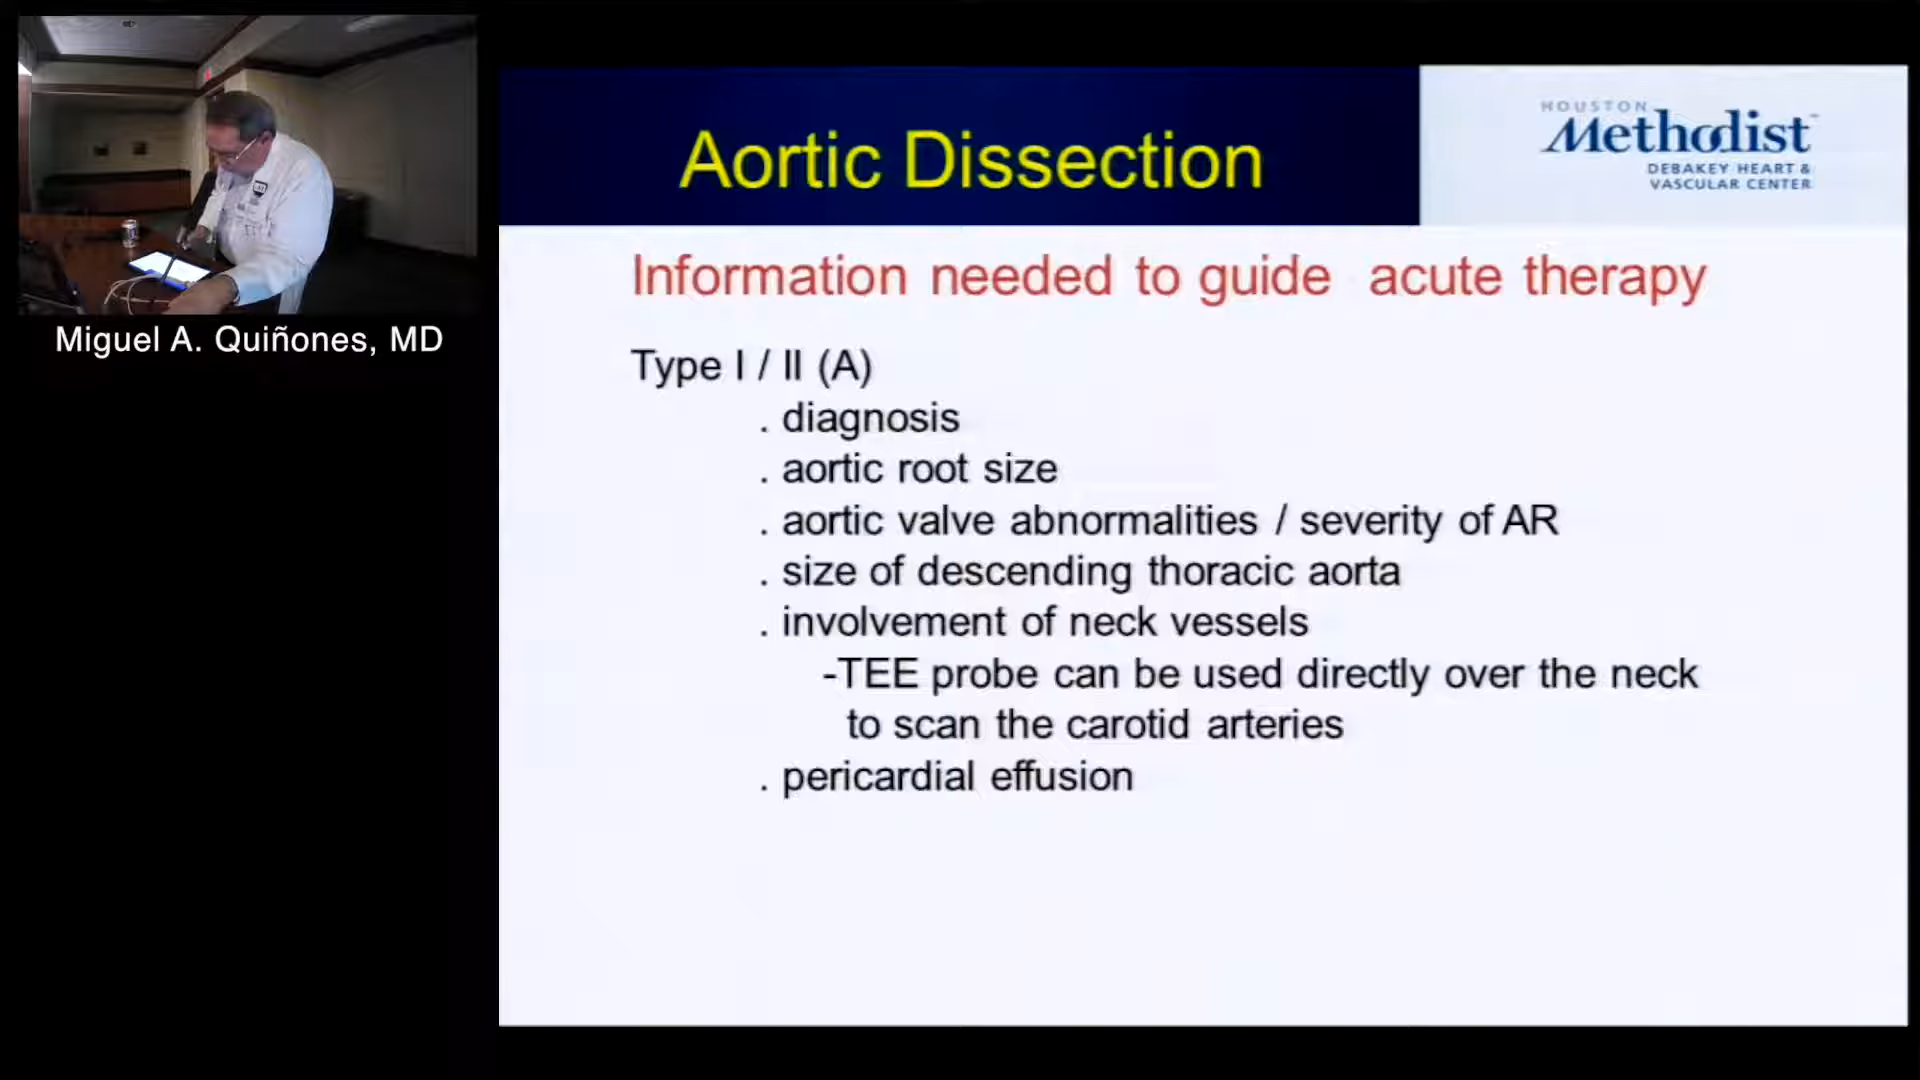 Aortic Dissection
HOUSTON
Methodist
DEBAKEY HEART &
VASCULAR CENTER
Information needed to guide acute therapy
Type I / II (A)
. diagnosis
. aortic root size
. aortic valve abnormalities / severity of AR
. size of descending thoracic aorta
. involvement of neck vessels
-TEE probe can be used directly over the neck
to scan the carotid arteries
. pericardial effusion
Miguel A. Quiñones, MD